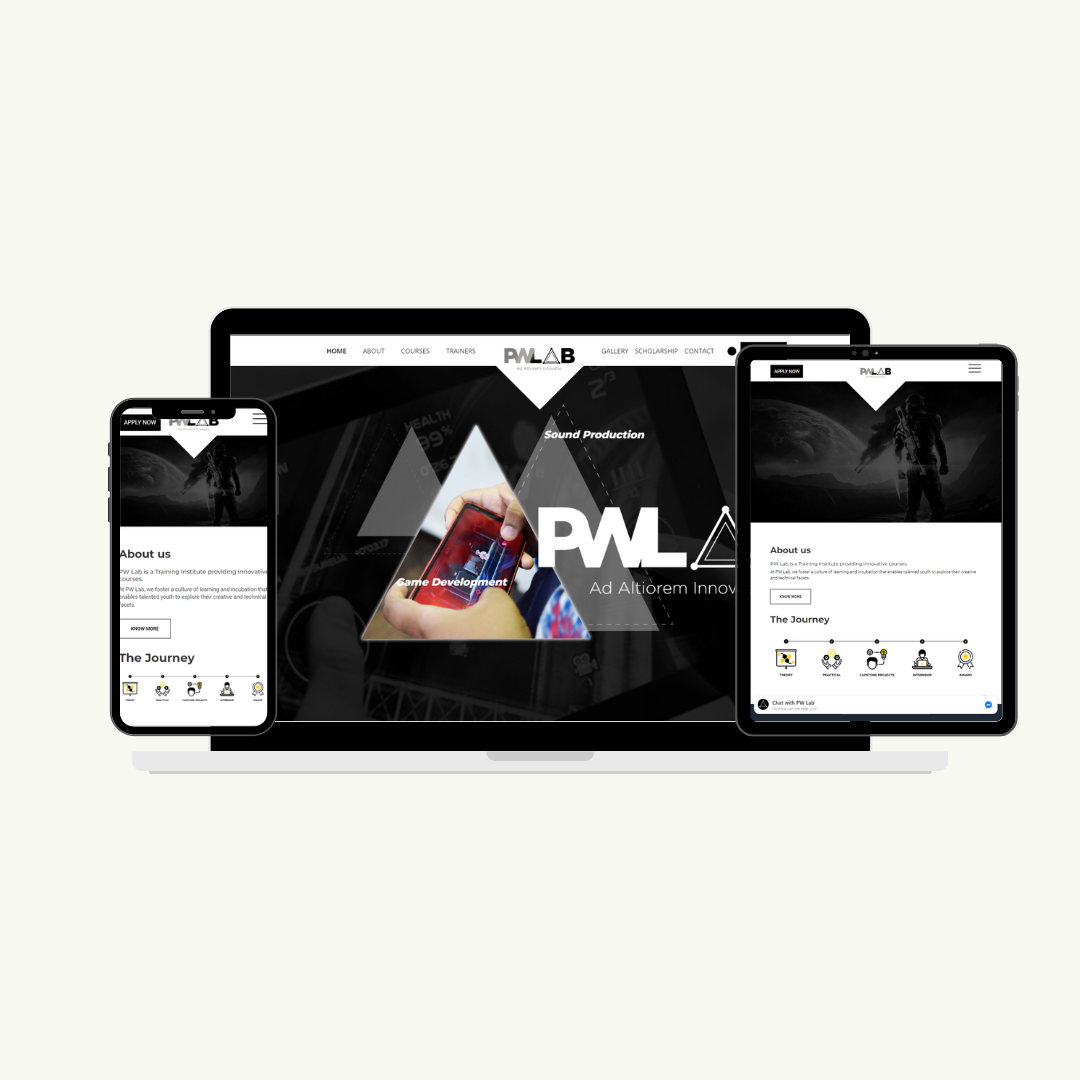 HOME ABOUT COURSES TRAINERS
PWLAB
Ad Altiorem Innovatio
GALLERY SCHOLARSHIP CONTACT
HEALTH
99%
Sound Production
Game Development
PWL
Ad Altiorem Innov
APPLY NOW
PWLAB
About us
PW Lab is a Training Institute providing innovative
courses.
At PW Lab, we foster a culture of learning and incubation that
enables talented youth to explore their creative and technical
facets.
KNOW MORE
The Journey
THEORY PRACTICAL CAPSTONE PROJECTS INTERNSHIP AWARD
APPLY NOW
PWLAB
About us
PW Lab is a Training Institute providing innovative courses.
At PW Lab, we foster a culture of learning and incubation that enables talented youth to explore their creative
and technical facets.
KNOW MORE
The Journey
THEORY PRACTICAL CAPSTONE PROJECTS INTERNSHIP AWARD
Chat with PW Lab
Hi! How can we help you?